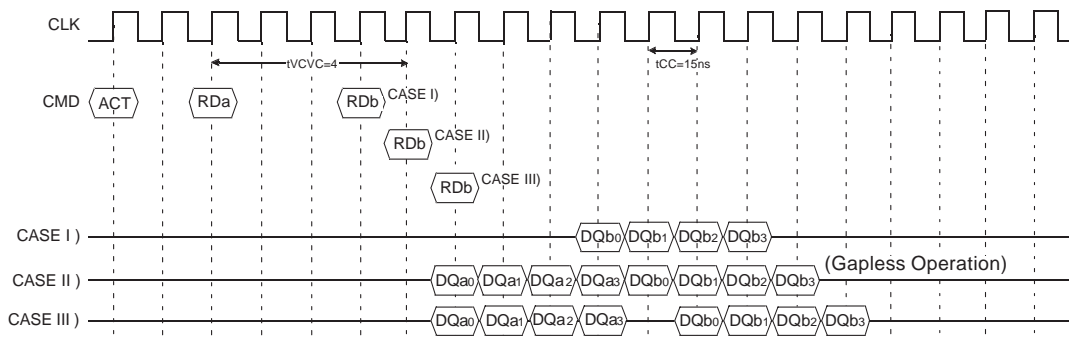 CLK
tVCVC=4
tCC=15ns
CMD ACT RDa RDb CASE I)
RDb CASE II)
RDb CASE III)
CASE I ) DQb0 DQb1 DQb2 DQb3
CASE II ) DQa0 DQa1 DQa2 DQa3 DQb0 DQb1 DQb2 DQb3 (Gapless Operation)
CASE III ) DQa0 DQa1 DQa2 DQa3 DQb0 DQb1 DQb2 DQb3